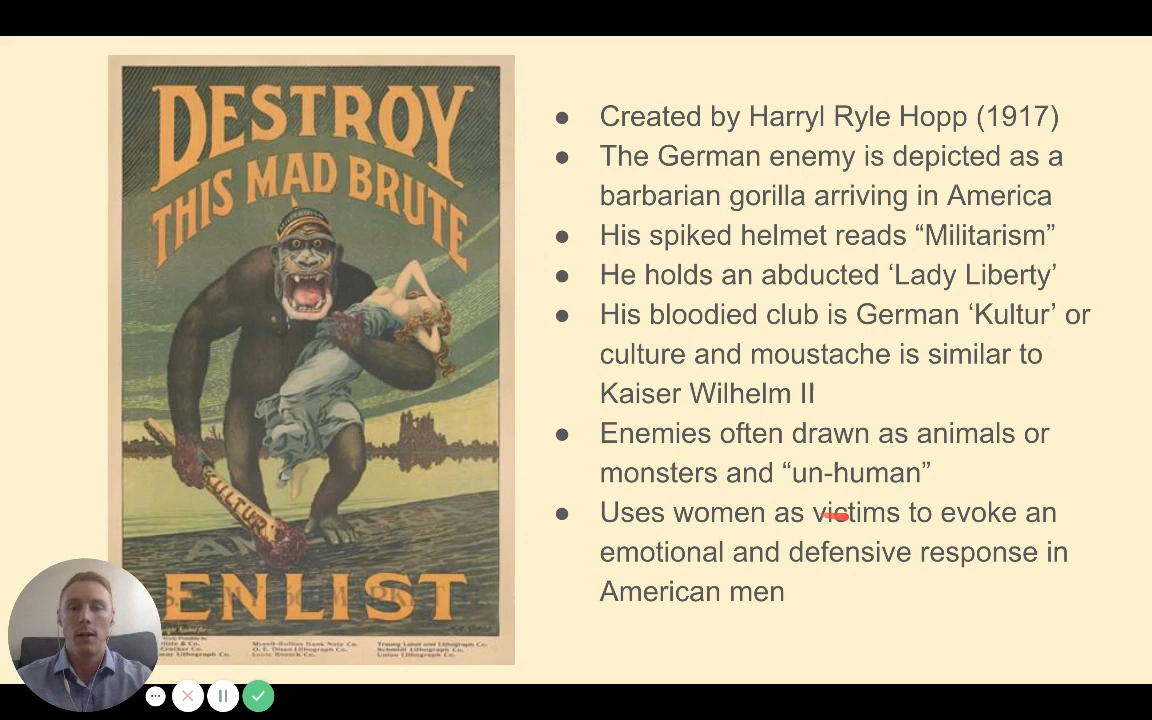 DESTROY
THIS MAD BRUTE
MILITARISM
KULTUR
AMERICA
ENLIST
Created by Harryl Ryle Hopp (1917)
The German enemy is depicted as a
barbarian gorilla arriving in America
His spiked helmet reads “Militarism”
He holds an abducted ‘Lady Liberty’
His bloodied club is German ‘Kultur’ or
culture and moustache is similar to
Kaiser Wilhelm II
Enemies often drawn as animals or
monsters and “un-human”
Uses women as victims to evoke an
emotional and defensive response in
American men